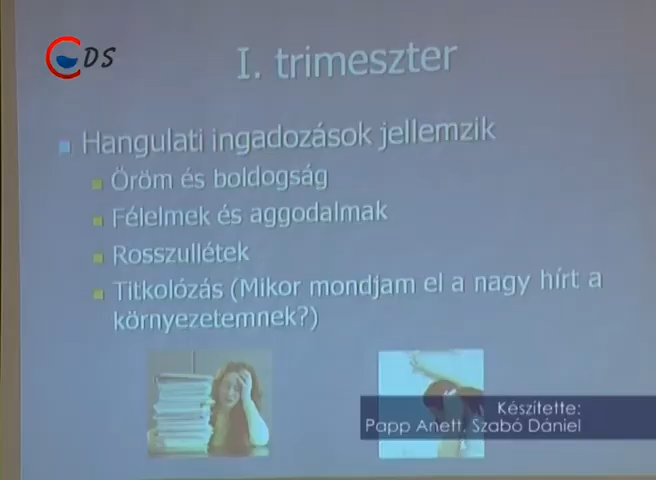 DS
I. trimeszter
Hangulati ingadozások jellemzik
Öröm és boldogság
Félelmek és aggodalmak
Rosszullétek
Titkolózás (Mikor mondjam el a nagy hírt a
környezetemnek?)
Készítette:
Papp Anett, Szabó Dániel